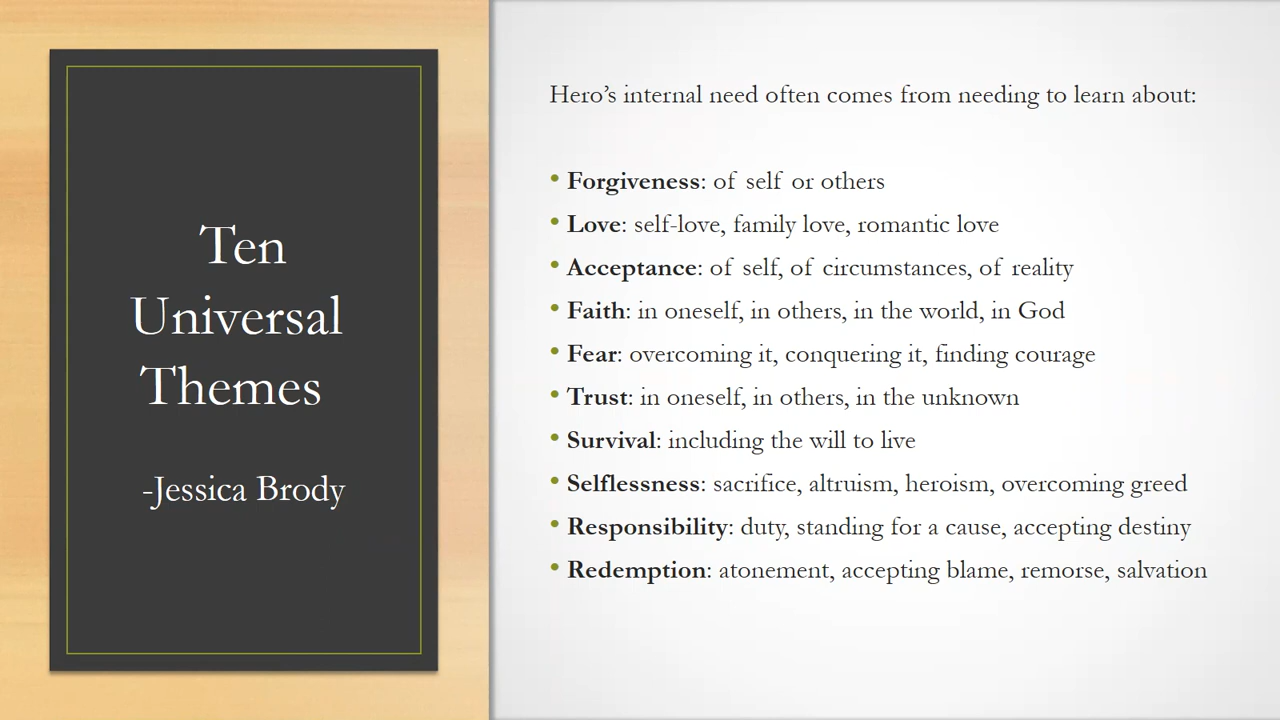 Ten
Universal
Themes
-Jessica Brody
Hero’s internal need often comes from needing to learn about:
• Forgiveness: of self or others
• Love: self-love, family love, romantic love
• Acceptance: of self, of circumstances, of reality
• Faith: in oneself, in others, in the world, in God
• Fear: overcoming it, conquering it, finding courage
• Trust: in oneself, in others, in the unknown
• Survival: including the will to live
• Selflessness: sacrifice, altruism, heroism, overcoming greed
• Responsibility: duty, standing for a cause, accepting destiny
• Redemption: atonement, accepting blame, remorse, salvation